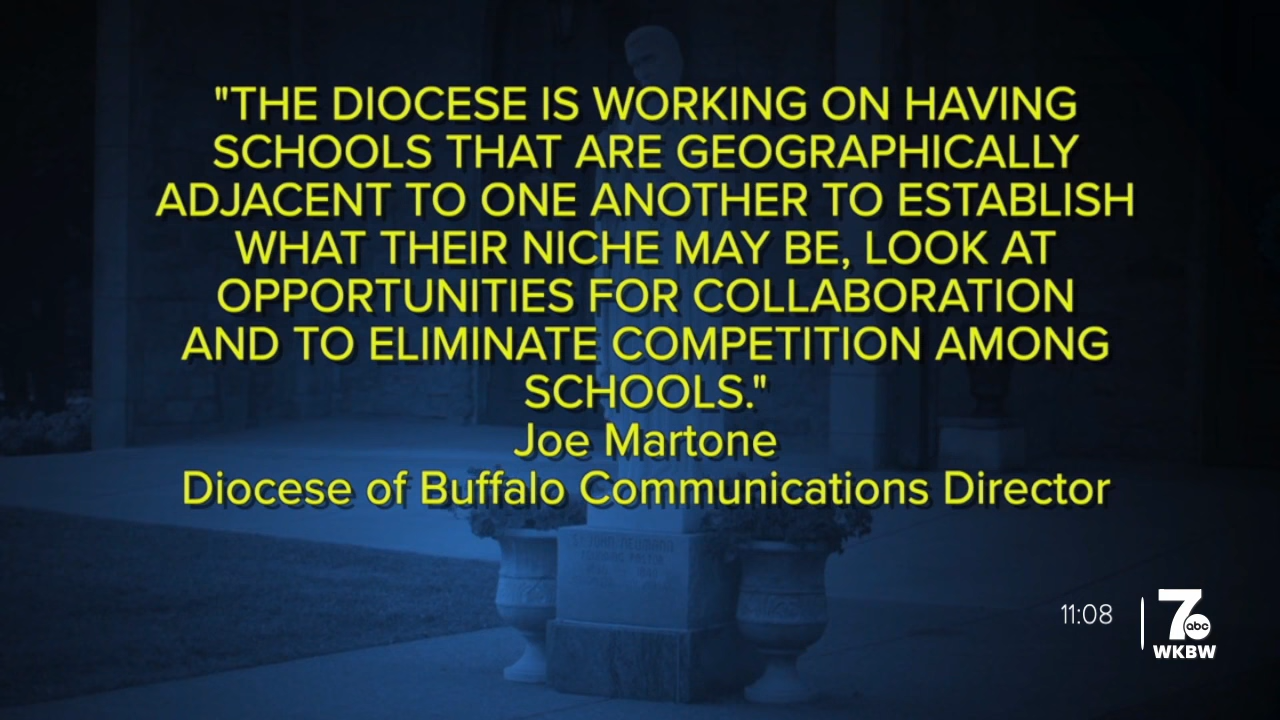 "THE DIOCESE IS WORKING ON HAVING
SCHOOLS THAT ARE GEOGRAPHICALLY
ADJACENT TO ONE ANOTHER TO ESTABLISH
WHAT THEIR NICHE MAY BE, LOOK AT
OPPORTUNITIES FOR COLLABORATION
AND TO ELIMINATE COMPETITION AMONG
SCHOOLS."
Joe Martone
Diocese of Buffalo Communications Director
11:08
7
abc
WKBW